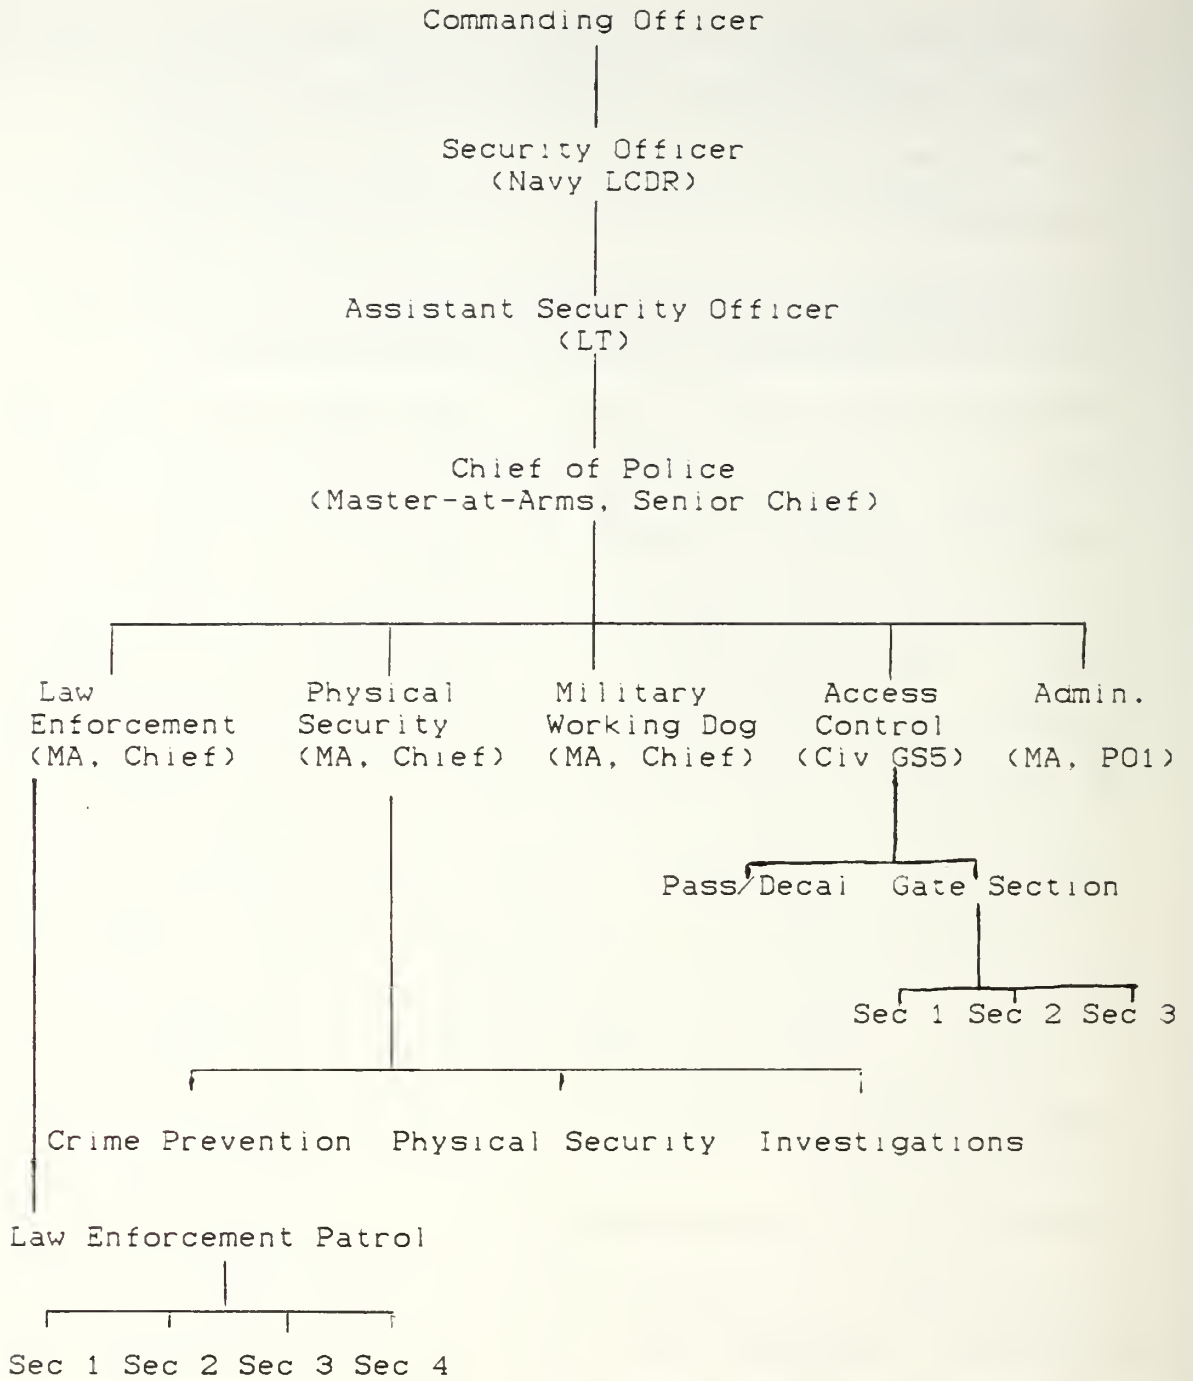 Commanding Officer
Security Officer
(Navy LCDR)
Assistant Security Officer
(LT)
Chief of Police
(Master-at-Arms, Senior Chief)
Law Enforcement
(MA, Chief)
Physical Security
(MA, Chief)
Military Working Dog
(MA, Chief)
Access Control
(Civ GS5)
Admin.
(MA, PO1)
Pass/Decal Gate Section
Sec 1 Sec 2 Sec 3
Crime Prevention Physical Security Investigations
Law Enforcement Patrol
Sec 1 Sec 2 Sec 3 Sec 4